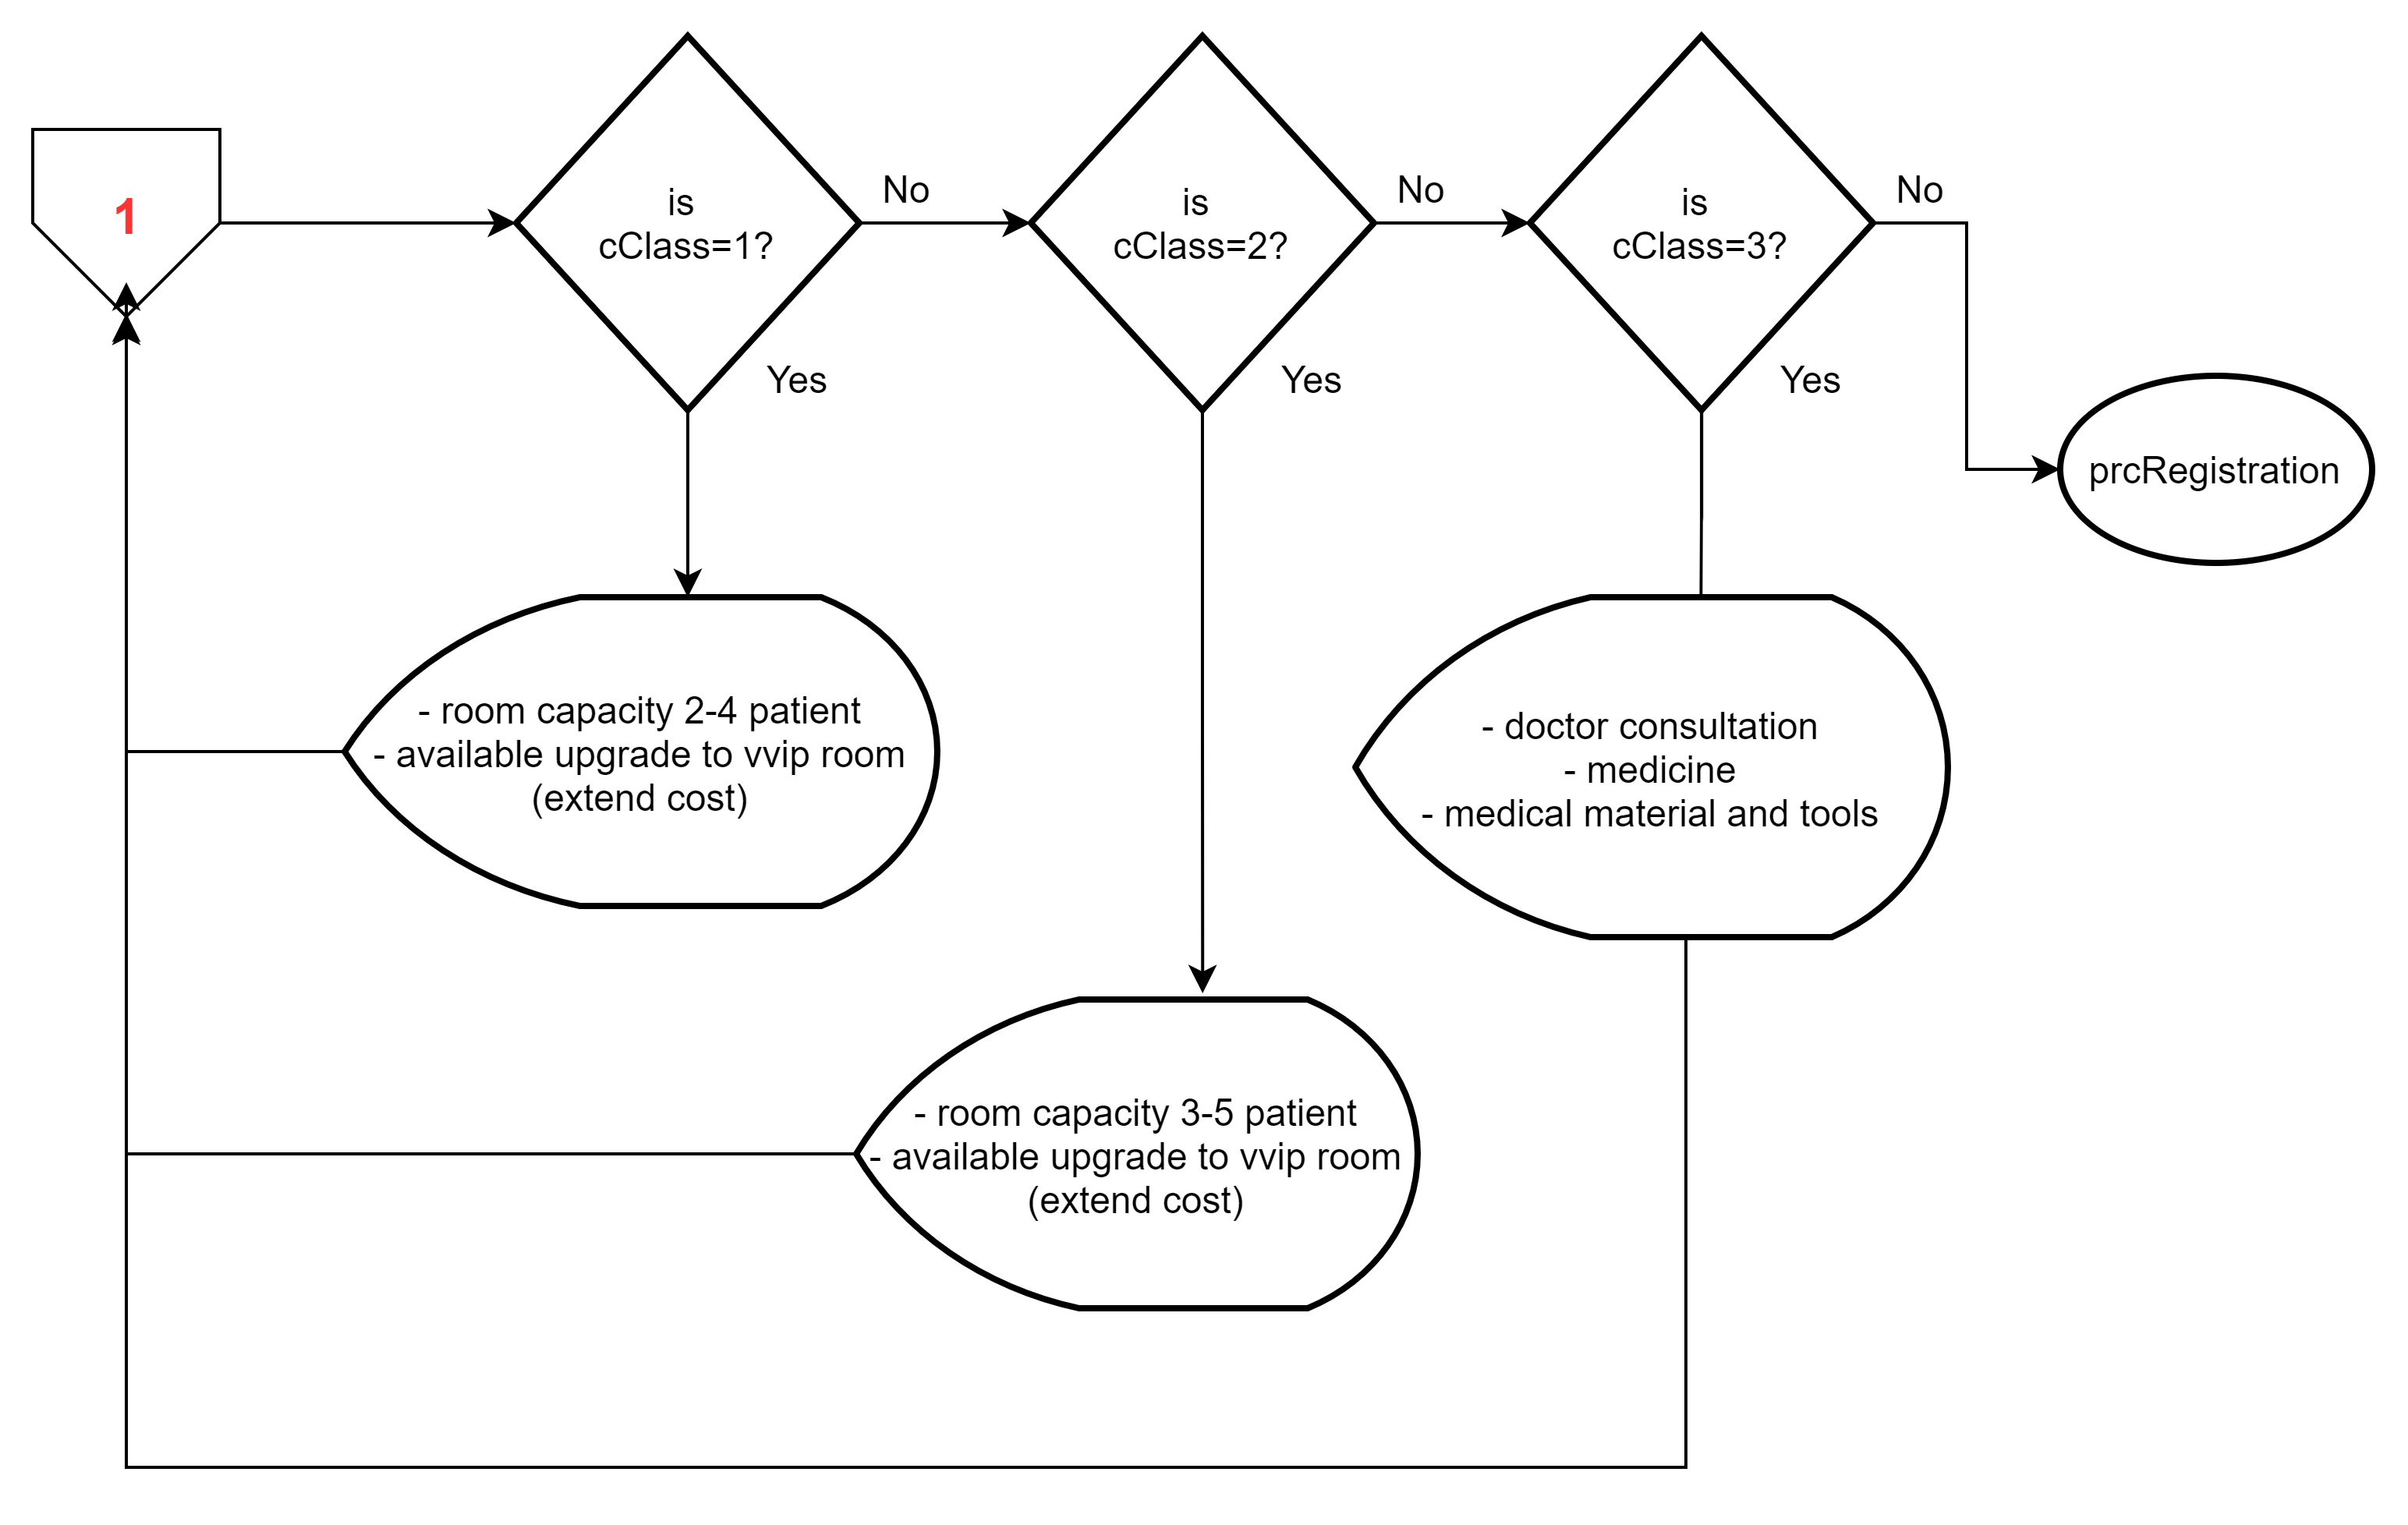 1
is
cClass=1?
No
is
cClass=2?
No
is
cClass=3?
No
Yes
Yes
Yes
prcRegistration
- room capacity 2-4 patient
- available upgrade to vvip room
(extend cost)
- doctor consultation
- medicine
- medical material and tools
- room capacity 3-5 patient
- available upgrade to vvip room
(extend cost)